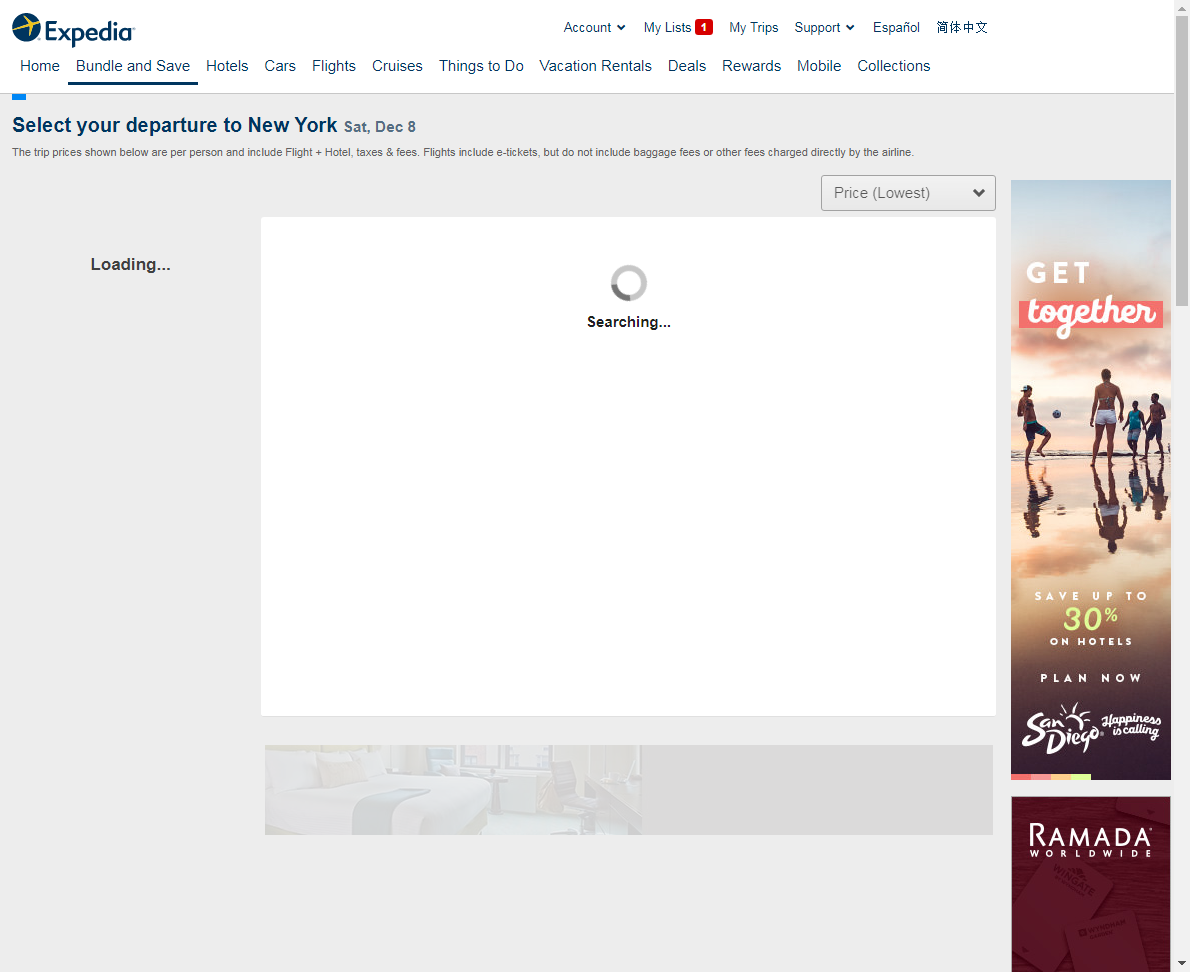 Expedia
Account
My Lists 1
My Trips
Support
Español
简体中文
Home
Bundle and Save
Hotels
Cars
Flights
Cruises
Things to Do
Vacation Rentals
Deals
Rewards
Mobile
Collections
Select your departure to New York Sat, Dec 8
The trip prices shown below are per person and include Flight + Hotel, taxes & fees. Flights include e-tickets, but do not include baggage fees or other fees charged directly by the airline.
Price (Lowest)
Loading...
Searching...
GET
together
SAVE UP TO
30%
ON HOTELS
PLAN NOW
San Diego
Happiness is calling
RAMADA
WORLDWIDE
WINGATE
WYNDHAM